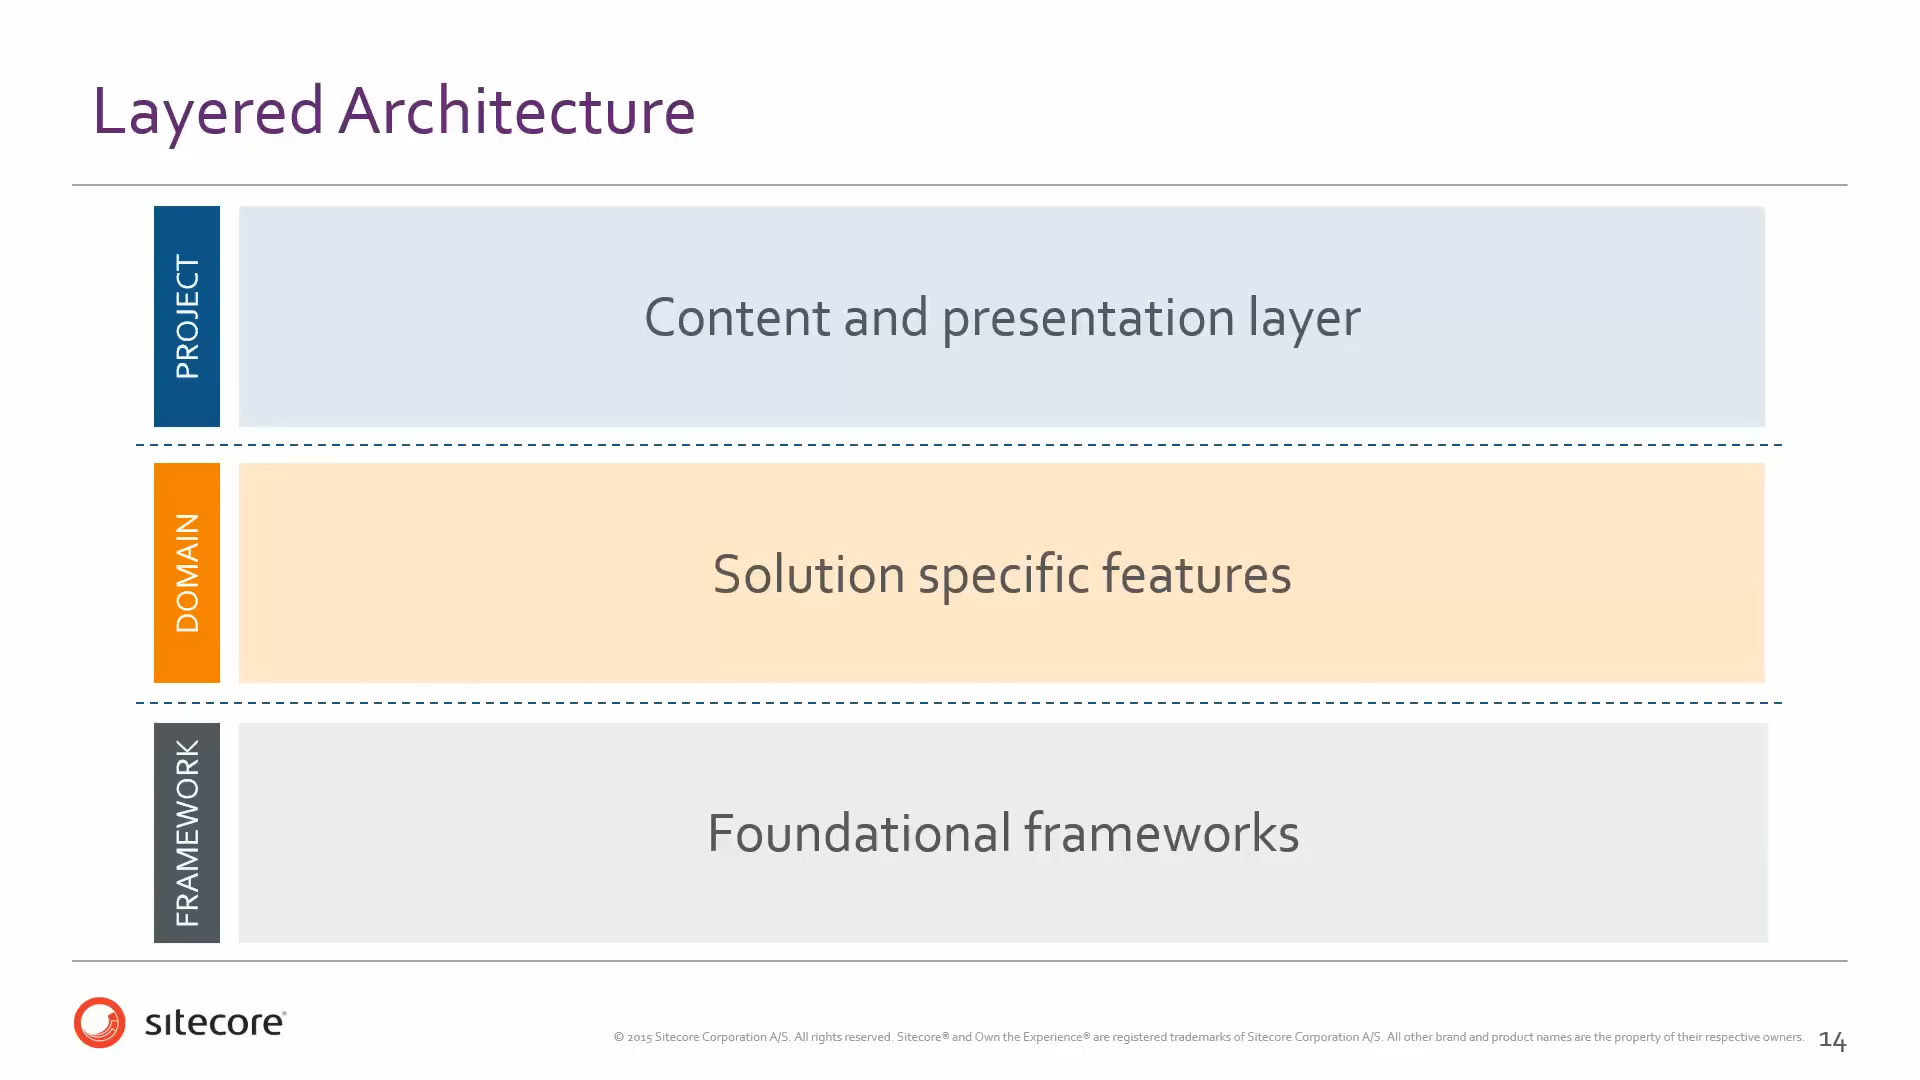 Layered Architecture
PROJECT
Content and presentation layer
DOMAIN
Solution specific features
FRAMEWORK
Foundational frameworks
sitecore®
© 2015 Sitecore Corporation A/S. All rights reserved. Sitecore® and Own the Experience® are registered trademarks of Sitecore Corporation A/S. All other brand and product names are the property of their respective owners.
14